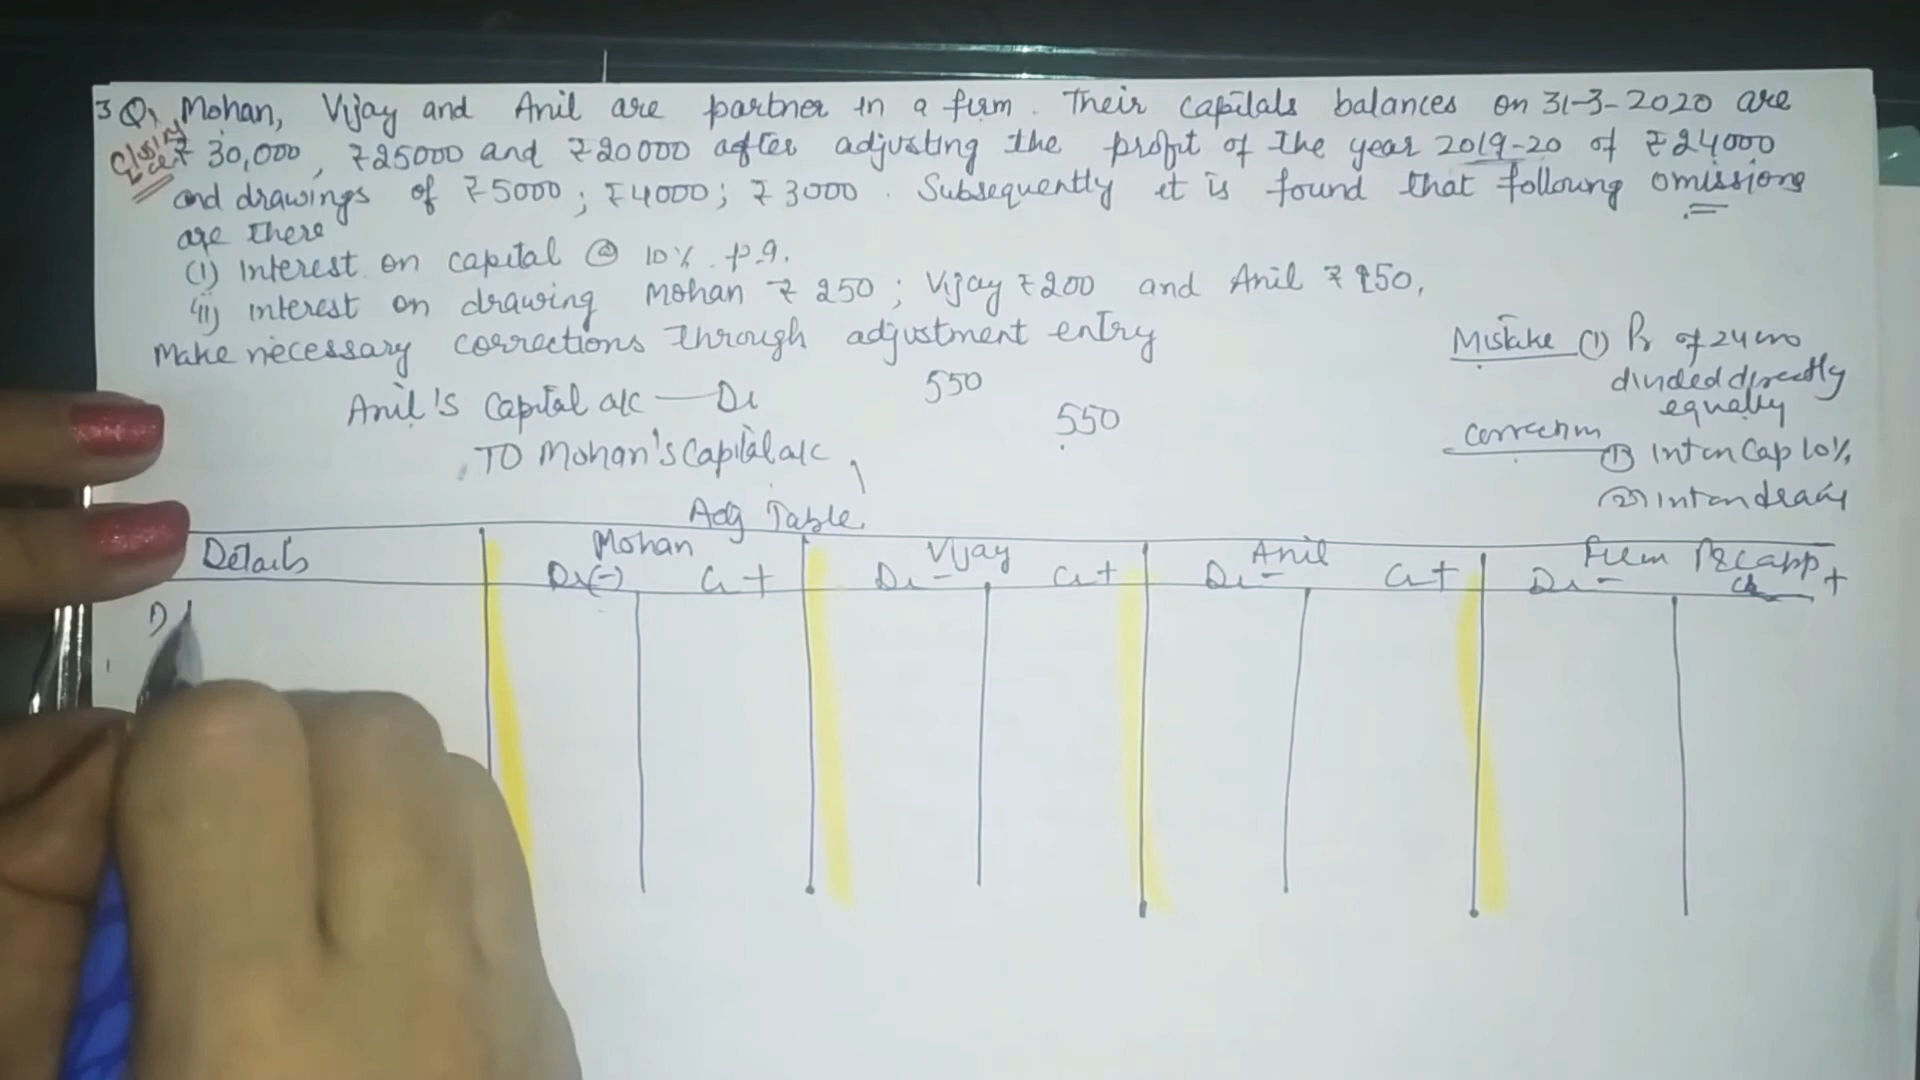 3 Q, Mohan, Vijay and Anil are partner in a firm. Their capitals balances on 31-3-2020 are
Closing
₹ 30,000, ₹25000 and ₹20000 after adjusting the profit of the year 2019-20 of ₹24000
and drawings of ₹5000; ₹4000; ₹3000. Subsequently it is found that following omissions
are there
(i) Interest on capital @ 10% p.a.
(ii) interest on drawing Mohan ₹ 250; Vijay ₹200 and Anil ₹ 150,
Make necessary corrections through adjustment entry
Anil's Capital a/c — Dr 550
TO Mohan's Capital a/c 550
Mistake (1) Pr of 24000
divided directly
equally
correction
(1) Int on Cap 10%
(2) Int on drawing
Adj Table
Details Mohan Vijay Anil Firm P&L app
Dr(-) Cr + Dr - Cr + Dr - Cr + Dr - Cr +